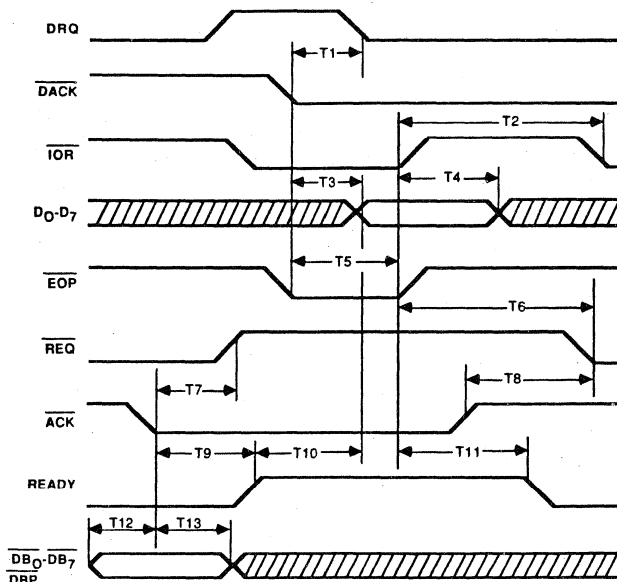 DRQ
T1
DACK
T2
IOR
T3
T4
D0-D7
T5
EOP
T6
REQ
T7
T8
ACK
T9
T10
T11
READY
T12
T13
DB0-DB7
DBP